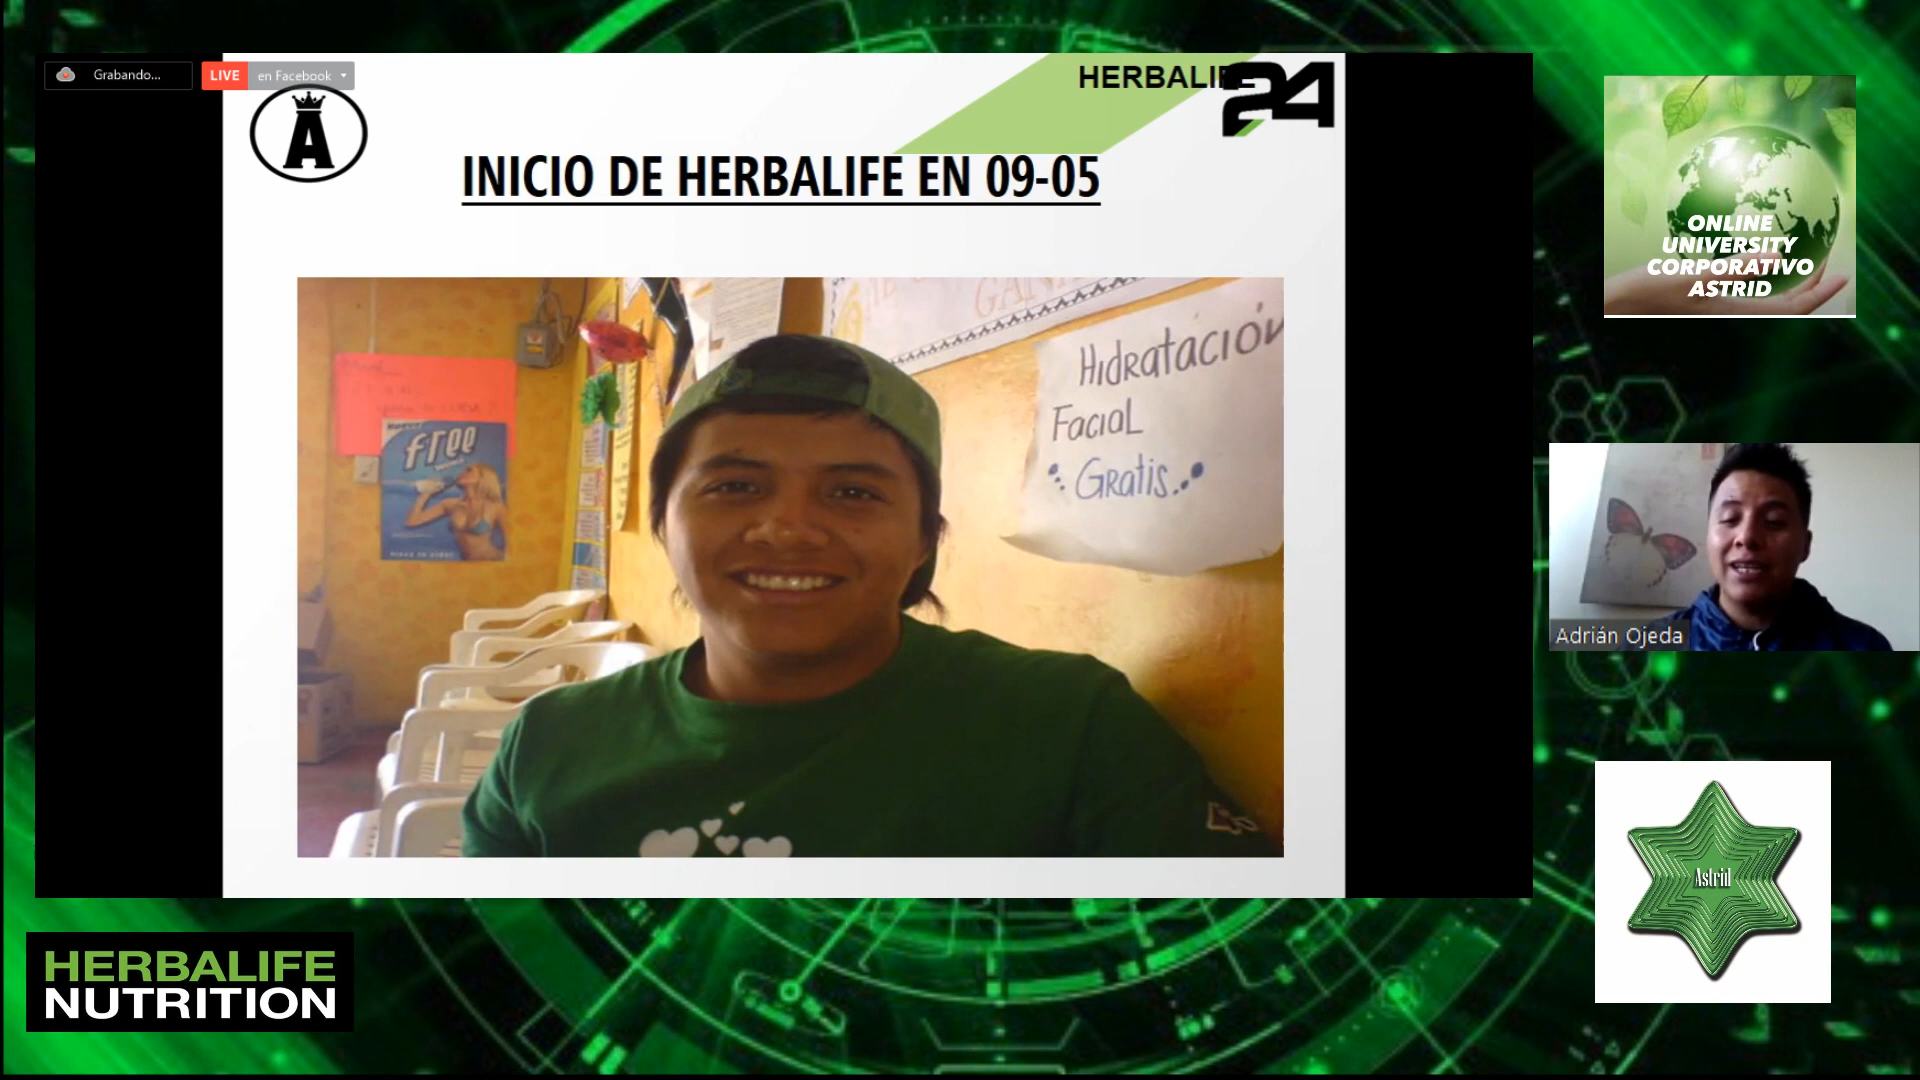 Grabando...
LIVE en Facebook
A
HERBALIFE
24
INICIO DE HERBALIFE EN 09-05
Hidratación
Facial
Gratis
free
ONLINE
UNIVERSITY
CORPORATIVO
ASTRID
Adrián Ojeda
Astrid
HERBALIFE
NUTRITION